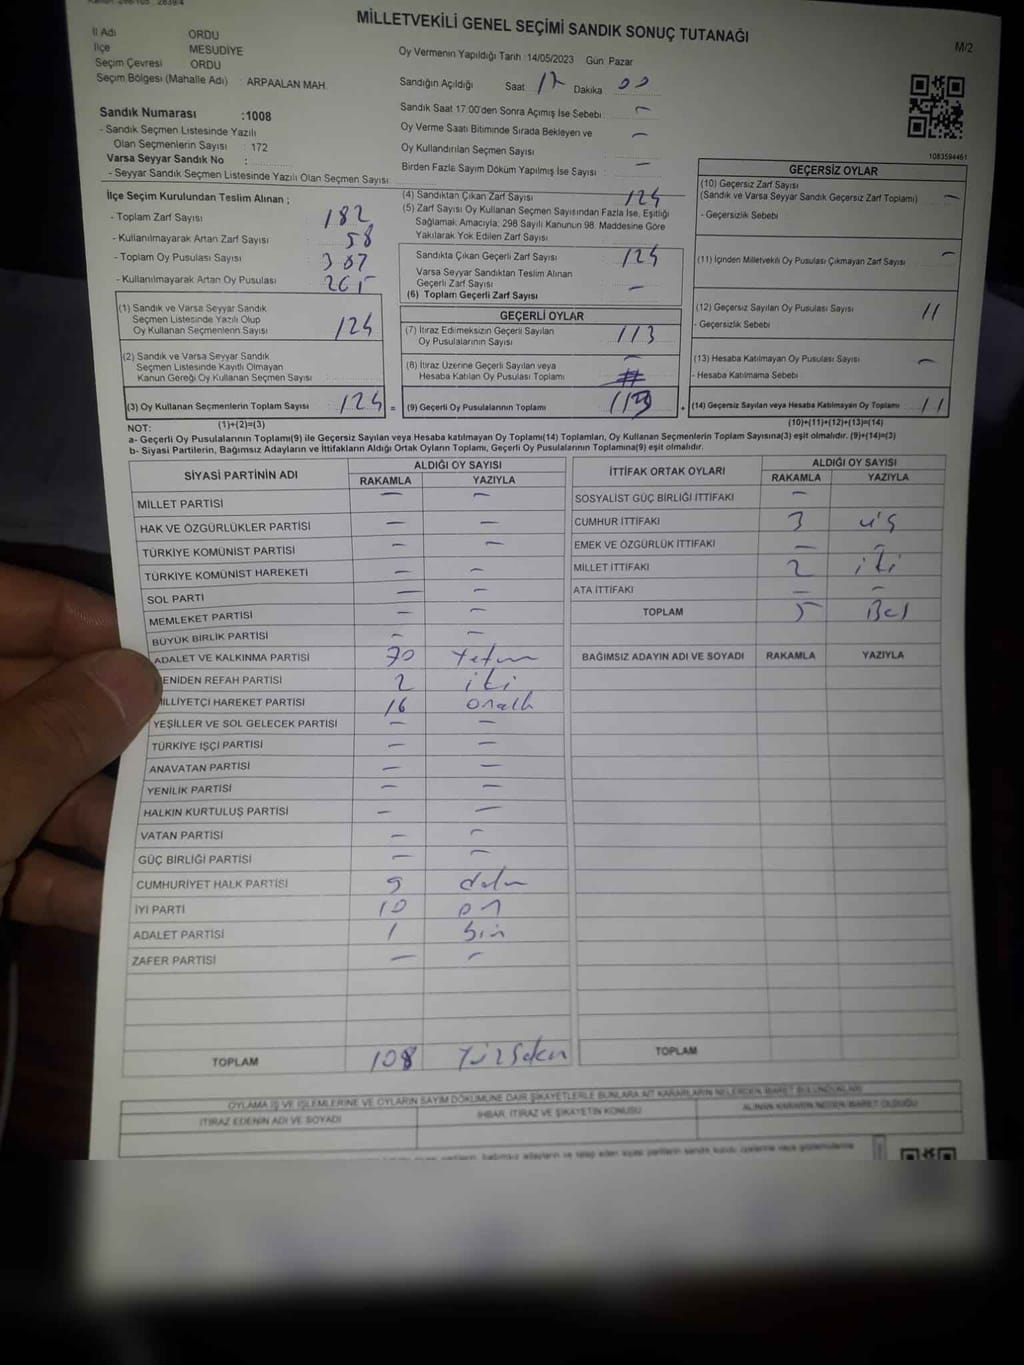 MİLLETVEKİLİ GENEL SEÇİMİ SANDIK SONUÇ TUTANAĞI
M/2
İl Adı ORDU
İlçe MESUDİYE
Seçim Çevresi ORDU
Seçim Bölgesi (Mahalle Adı) : ARPAALAN MAH.
Oy Vermenin Yapıldığı Tarih :14/05/2023 Gün: Pazar
Sandığın Açıldığı Saat 17 Dakika 00
Sandık Saat 17:00'den Sonra Açımış İse Sebebi —
Oy Verme Saati Bitiminde Sırada Bekleyen ve —
Oy Kullandırılan Seçmen Sayısı
Birden Fazla Sayım Döküm Yapılmış İse Sayısı : —
Sandık Numarası :1008
- Sandık Seçmen Listesinde Yazılı
Olan Seçmenlerin Sayısı : 172
Varsa Seyyar Sandık No :
- Seyyar Sandık Seçmen Listesinde Yazılı Olan Seçmen Sayısı
1083594461
İlçe Seçim Kurulundan Teslim Alınan ;
- Toplam Zarf Sayısı 182
- Kullanılmayarak Artan Zarf Sayısı 58
- Toplam Oy Pusulası Sayısı
- Kullanılmayarak Artan Oy Pusulası
(1) Sandık ve Varsa Seyyar Sandık
Seçmen Listesinde Yazılı Olup
Oy Kullanan Seçmenlerin Sayısı 124
(2) Sandık ve Varsa Seyyar Sandık
Seçmen Listesinde Kayıtlı Olmayan
Kanun Gereği Oy Kullanan Seçmen Sayısı
(3) Oy Kullanan Seçmenlerin Toplam Sayısı 124 =
(1)+(2)=(3)
(4) Sandıktan Çıkan Zarf Sayısı 124
(5) Zarf Sayısı Oy Kullanan Seçmen Sayısından Fazla İse, Eşitliği
Sağlamak Amacıyla; 298 Sayılı Kanunun 98. Maddesine Göre
Yakılarak Yok Edilen Zarf Sayısı
Sandıkta Çıkan Geçerli Zarf Sayısı 124
Varsa Seyyar Sandıktan Teslim Alınan
Geçerli Zarf Sayısı —
(6) Toplam Geçerli Zarf Sayısı
GEÇERLİ OYLAR
(7) İtiraz Edilmeksizin Geçerli Sayılan
Oy Pusulalarının Sayısı 113
(8) İtiraz Üzerine Geçerli Sayılan veya —
Hesaba Katılan Oy Pusulası Toplamı
(9) Geçerli Oy Pusulalarının Toplamı 113 +
GEÇERSİZ OYLAR
(10) Geçersiz Zarf Sayısı
(Sandık ve Varsa Seyyar Sandık Geçersiz Zarf Toplamı) —
- Geçersizlik Sebebi
(11) İçinden Milletvekili Oy Pusulası Çıkmayan Zarf Sayısı —
(12) Geçersiz Sayılan Oy Pusulası Sayısı 11
- Geçersizlik Sebebi
(13) Hesaba Katılmayan Oy Pusulası Sayısı —
- Hesaba Katılmama Sebebi
(14) Geçersiz Sayılan veya Hesaba Katılmayan Oy Toplamı 11
(10)+(11)+(12)+(13)=(14)
NOT:
a- Geçerli Oy Pusulalarının Toplamı(9) ile Geçersiz Sayılan veya Hesaba katılmayan Oy Toplamı(14) Toplamları, Oy Kullanan Seçmenlerin Toplam Sayısına(3) eşit olmalıdır. (9)+(14)=(3)
b- Siyasi Partilerin, Bağımsız Adayların ve İttifakların Aldığı Ortak Oyların Toplamı, Geçerli Oy Pusulalarının Toplamına(9) eşit olmalıdır.
SİYASİ PARTİNİN ADI ALDIĞI OY SAYISI
RAKAMLA YAZIYLA
MİLLET PARTİSİ — —
HAK VE ÖZGÜRLÜKLER PARTİSİ — —
TÜRKİYE KOMÜNİST PARTİSİ — —
TÜRKİYE KOMÜNİST HAREKETİ — —
SOL PARTİ — —
MEMLEKET PARTİSİ — —
BÜYÜK BİRLİK PARTİSİ — —
ADALET VE KALKINMA PARTİSİ 70 Yetmiş
ENİDEN REFAH PARTİSİ 2 iki
İLLİYETÇİ HAREKET PARTİSİ 16 onaltı
YEŞİLLER VE SOL GELECEK PARTİSİ — —
TÜRKİYE İŞÇİ PARTİSİ — —
ANAVATAN PARTİSİ — —
YENİLİK PARTİSİ — —
HALKIN KURTULUŞ PARTİSİ — —
VATAN PARTİSİ — —
GÜÇ BİRLİĞİ PARTİSİ — —
CUMHURİYET HALK PARTİSİ 9 dokuz
İYİ PARTİ 10 on
ADALET PARTİSİ 1 bir
ZAFER PARTİSİ — —
TOPLAM 108 Yüzsekiz
İTTİFAK ORTAK OYLARI ALDIĞI OY SAYISI
RAKAMLA YAZIYLA
SOSYALİST GÜÇ BİRLİĞİ İTTİFAKI —
CUMHUR İTTİFAKI 3 üç
EMEK VE ÖZGÜRLÜK İTTİFAKI — —
MİLLET İTTİFAKI 2 iki
ATA İTTİFAKI — —
TOPLAM 5 Beş
BAĞIMSIZ ADAYIN ADI VE SOYADI RAKAMLA YAZIYLA
TOPLAM
OYLAMA İŞ VE İŞLEMLERİNE VE OYLARIN SAYIM DÖKÜMÜNE DAİR ŞİKAYETLERLE BUNLARA AİT KARARLARIN NELERDEN İBARET BULUNDUKLARI
İTİRAZ EDENİN ADI VE SOYADI İHBAR, İTİRAZ VE ŞİKAYETİN KONUSU ALINAN KARARIN NEDEN İBARET OLDUĞU